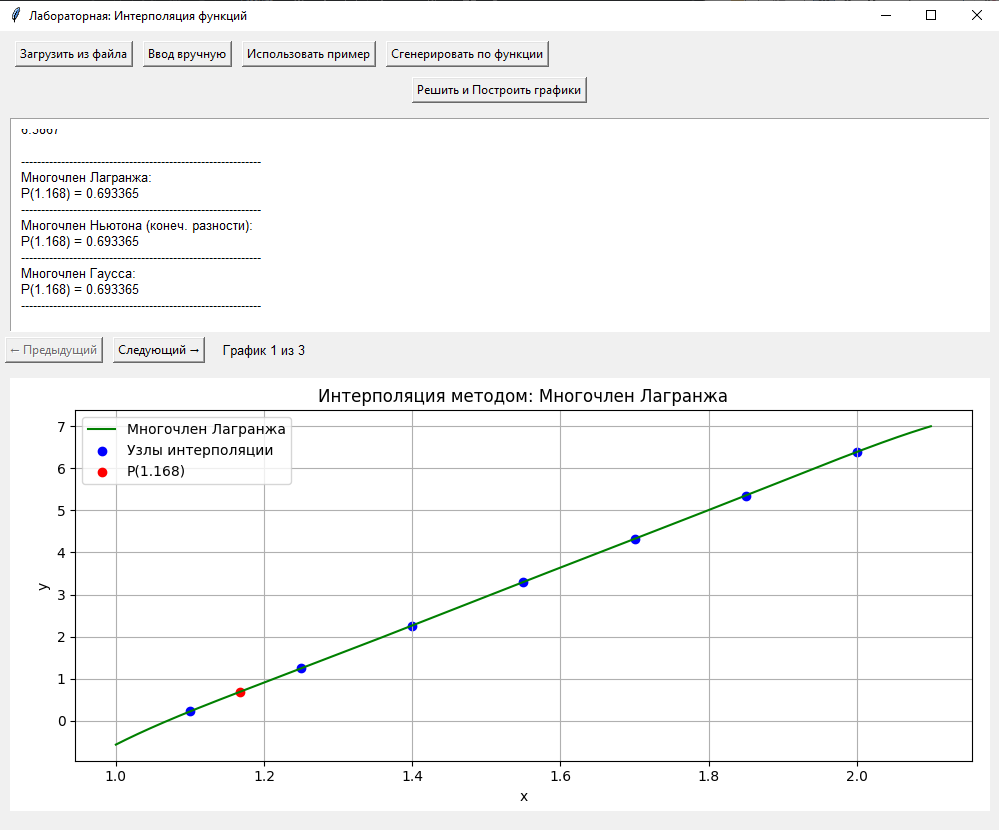 Лабораторная: Интерполяция функций
Загрузить из файла Ввод вручную Использовать пример Сгенерировать по функции
Решить и Построить графики
6.3867
------------------------------------------------------------
Многочлен Лагранжа:
P(1.168) = 0.693365
------------------------------------------------------------
Многочлен Ньютона (конеч. разности):
P(1.168) = 0.693365
------------------------------------------------------------
Многочлен Гаусса:
P(1.168) = 0.693365
------------------------------------------------------------
← Предыдущий Следующий → График 1 из 3
Интерполяция методом: Многочлен Лагранжа
Многочлен Лагранжа
Узлы интерполяции
P(1.168)
7
6
5
4
3
2
1
0
y
1.0 1.2 1.4 1.6 1.8 2.0
x